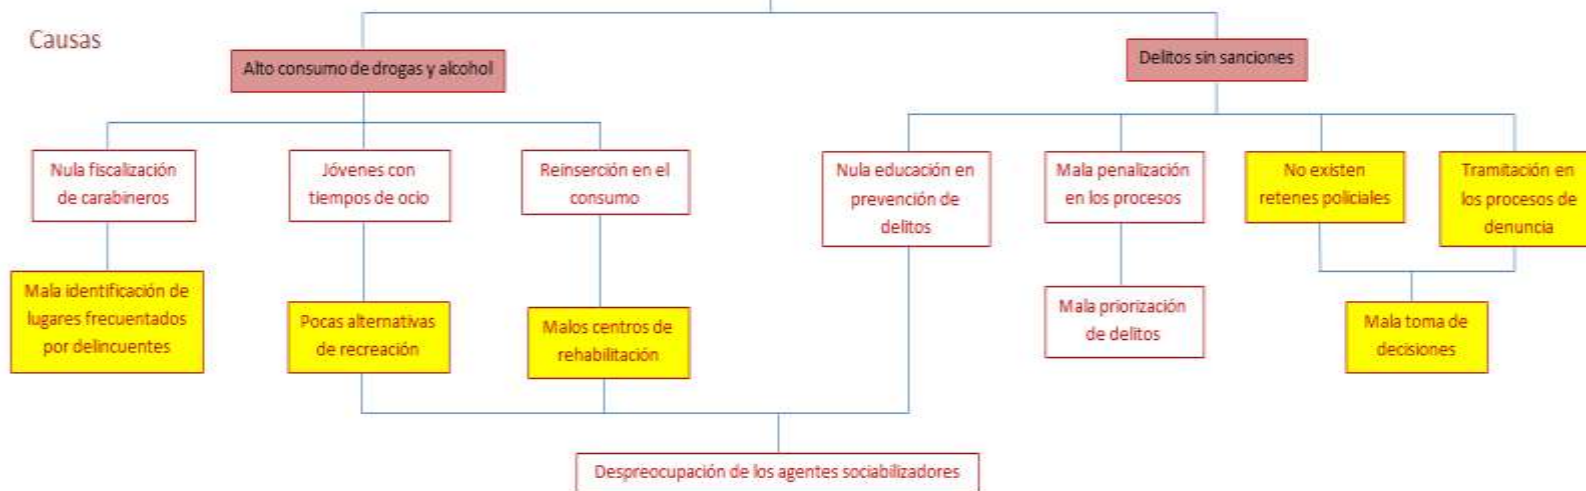 Causas
Alto consumo de drogas y alcohol
Delitos sin sanciones
Nula fiscalización
de carabineros
Jóvenes con
tiempos de ocio
Reinserción en el
consumo
Nula educación en
prevención de
delitos
Mala penalización
en los procesos
No existen
retenes policiales
Tramitación en
los procesos de
denuncia
Mala identificación de
lugares frecuentados
por delincuentes
Pocas alternativas
de recreación
Malos centros de
rehabilitación
Mala priorización
de delitos
Mala toma de
decisiones
Despreocupación de los agentes sociabilizadores